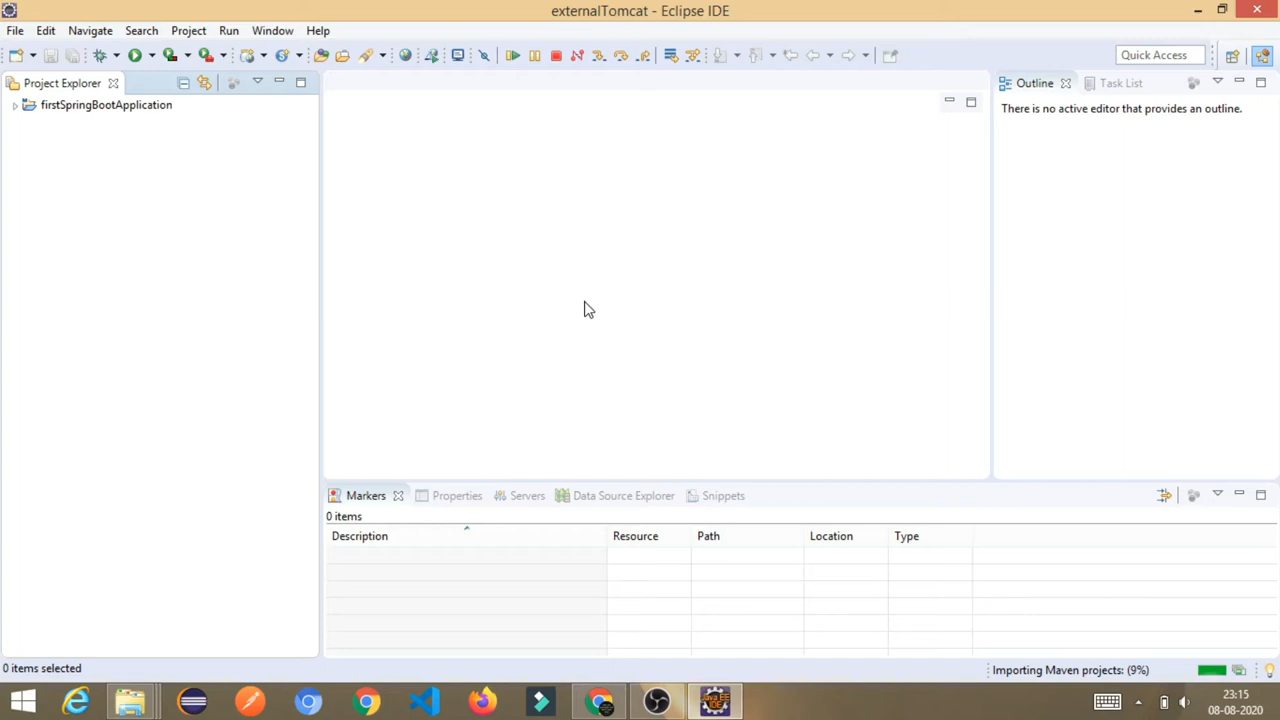 externalTomcat - Eclipse IDE
File Edit Navigate Search Project Run Window Help
Quick Access
Project Explorer
Outline
Task List
firstSpringBootApplication
There is no active editor that provides an outline.
Markers
Properties
Servers
Data Source Explorer
Snippets
0 items
Description Resource Path Location Type
0 items selected
Importing Maven projects: (9%)
23:15
08-08-2020